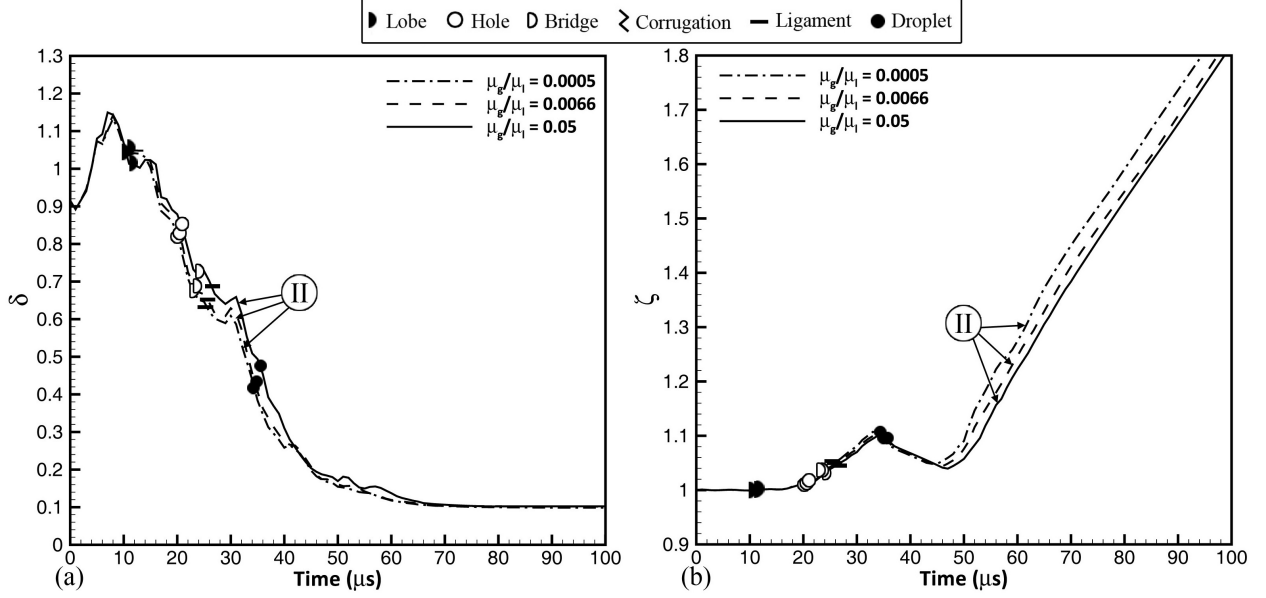 Lobe Hole Bridge Corrugation Ligament Droplet
1.3
1.2
1.1
1
0.9
0.8
0.7
0.6
0.5
0.4
0.3
0.2
0.1
0
δ
μg/μl = 0.0005
μg/μl = 0.0066
μg/μl = 0.05
II
0 10 20 30 40 50 60 70 80 90 100
(a) Time (μs)
1.8
1.7
1.6
1.5
1.4
1.3
1.2
1.1
1
0.9
ζ
μg/μl = 0.0005
μg/μl = 0.0066
μg/μl = 0.05
II
0 10 20 30 40 50 60 70 80 90 100
(b) Time (μs)